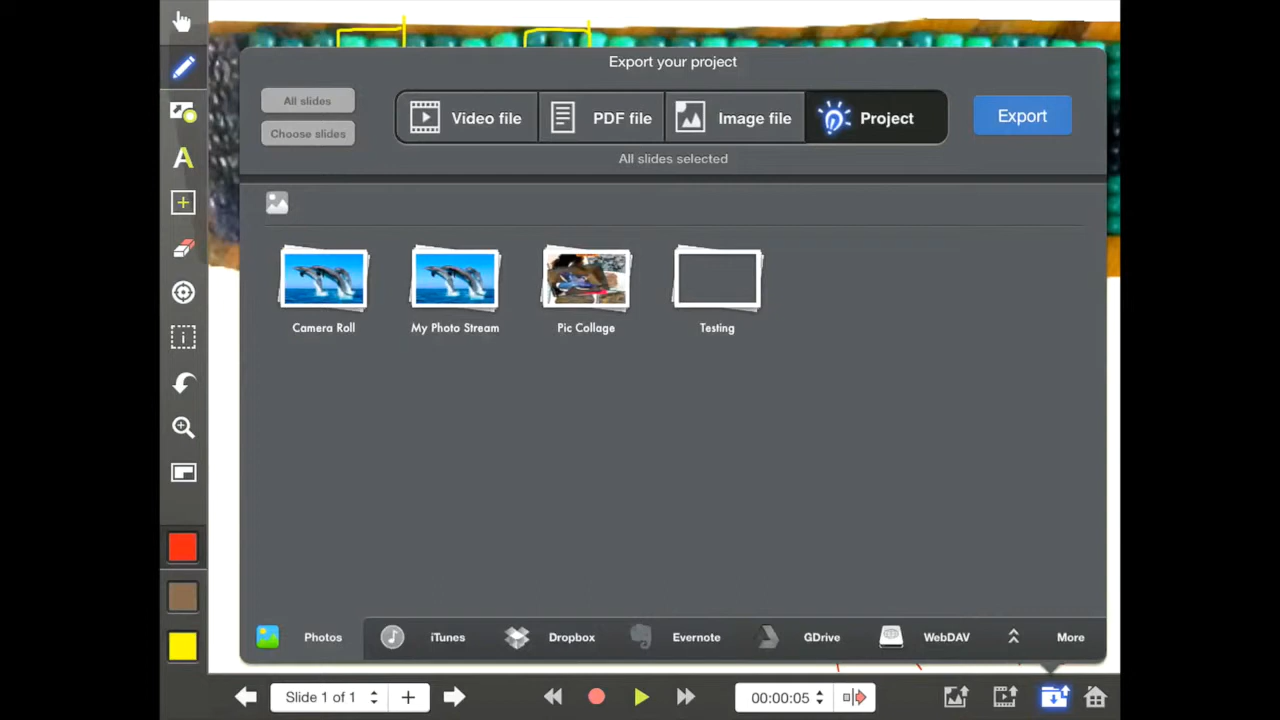 Export your project
All slides
Choose slides
Video file
PDF file
Image file
Project
Export
All slides selected
Camera Roll
My Photo Stream
Pic Collage
Testing
Photos
iTunes
Dropbox
Evernote
GDrive
WebDAV
More
Slide 1 of 1
00:00:05